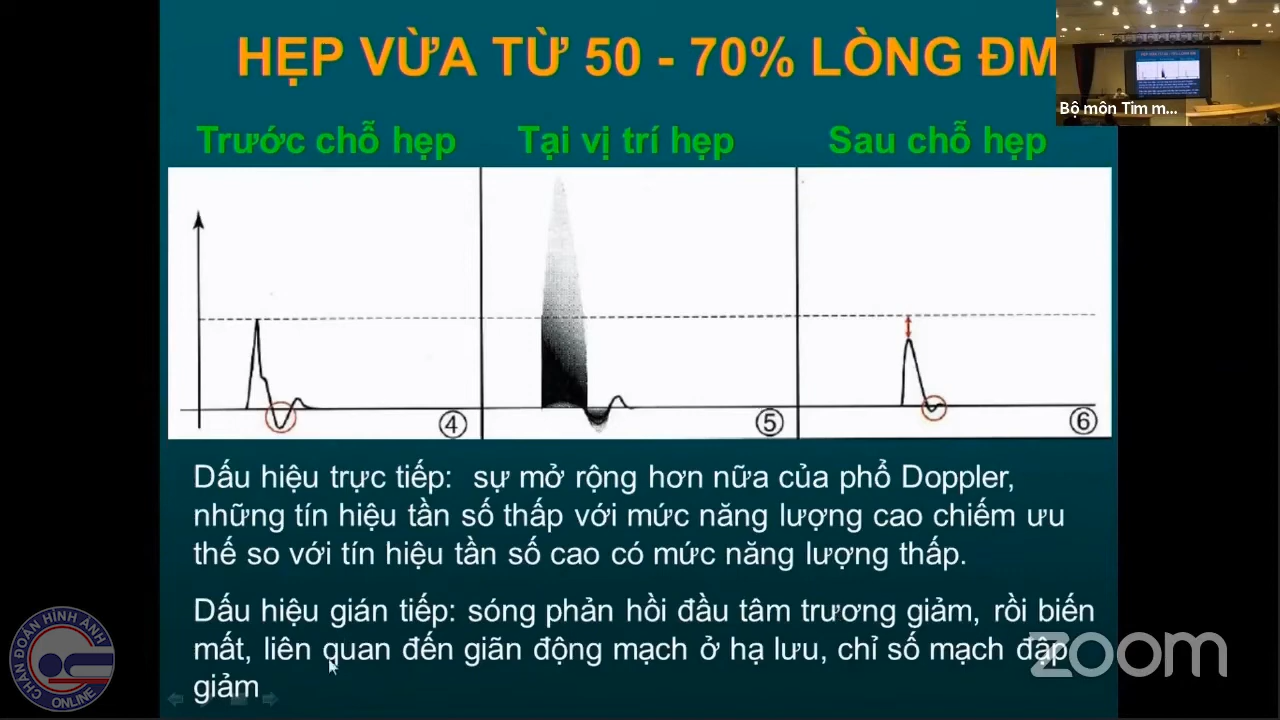 HẸP VỪA TỪ 50 - 70% LÒNG ĐM
Bộ môn Tim m...
Trước chỗ hẹp
Tại vị trí hẹp
Sau chỗ hẹp
④
⑤
⑥
Dấu hiệu trực tiếp: sự mở rộng hơn nữa của phổ Doppler,
những tín hiệu tần số thấp với mức năng lượng cao chiếm ưu
thế so với tín hiệu tần số cao có mức năng lượng thấp.
Dấu hiệu gián tiếp: sóng phản hồi đầu tâm trương giảm, rồi biến
mất, liên quan đến giãn động mạch ở hạ lưu, chỉ số mạch đập
giảm
zoom
CHẨN ĐOÁN HÌNH ẢNH
ONLINE